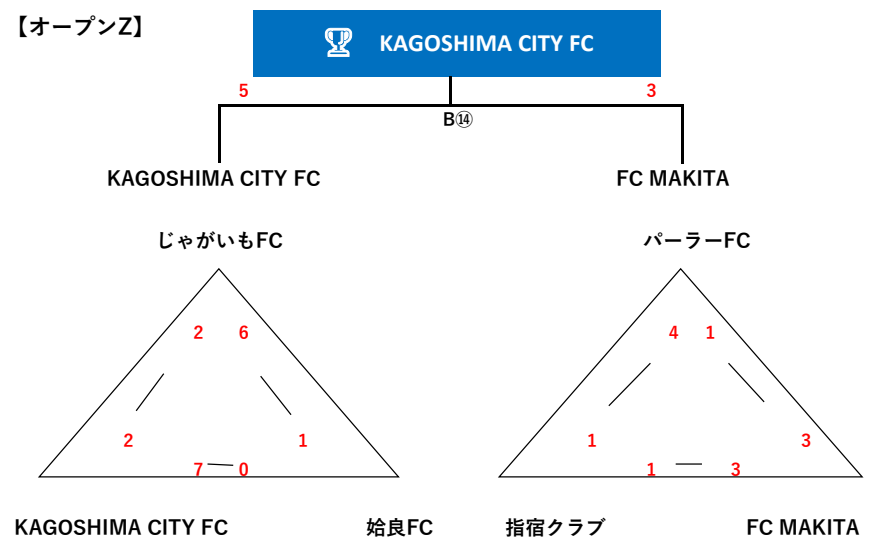 【オープンZ】
KAGOSHIMA CITY FC
5 3
B⑭
KAGOSHIMA CITY FC FC MAKITA
じゃがいもFC パーラーFC
2 6 4 1
2 1 1 3
7 0 1 3
KAGOSHIMA CITY FC 姶良FC 指宿クラブ FC MAKITA